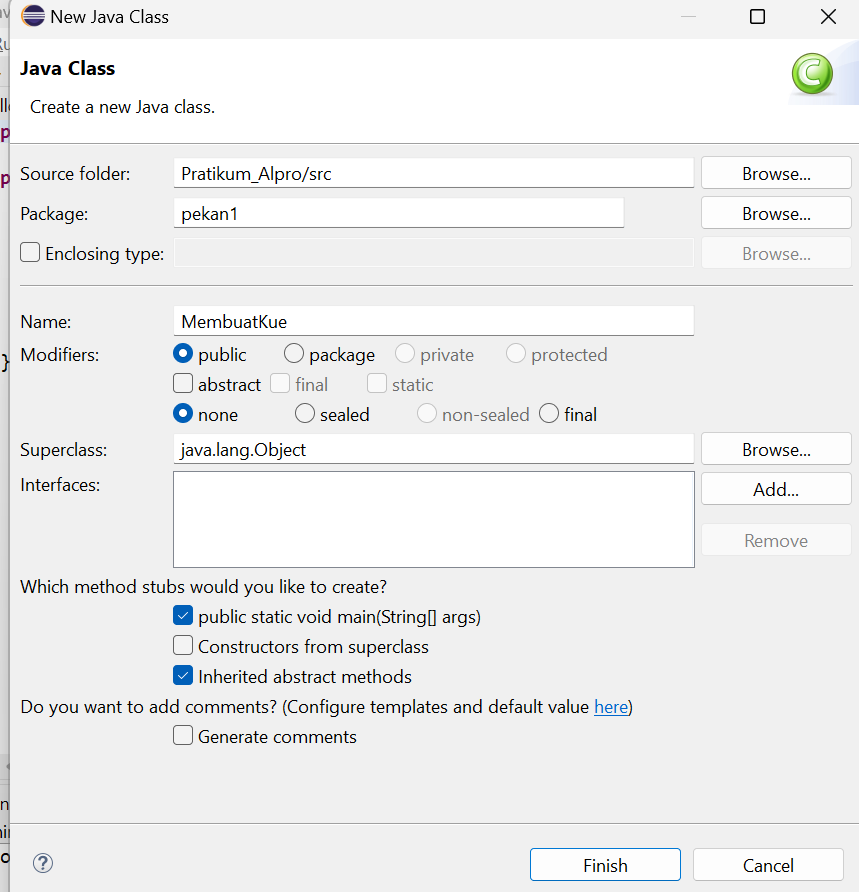 New Java Class
Java Class
Create a new Java class.
Source folder: Pratikum_Alpro/src Browse...
Package: pekan1 Browse...
Enclosing type: Browse...
Name: MembuatKue
Modifiers: public package private protected
abstract final static
none sealed non-sealed final
Superclass: java.lang.Object Browse...
Interfaces: Add...
Remove
Which method stubs would you like to create?
public static void main(String[] args)
Constructors from superclass
Inherited abstract methods
Do you want to add comments? (Configure templates and default value here)
Generate comments
? Finish Cancel